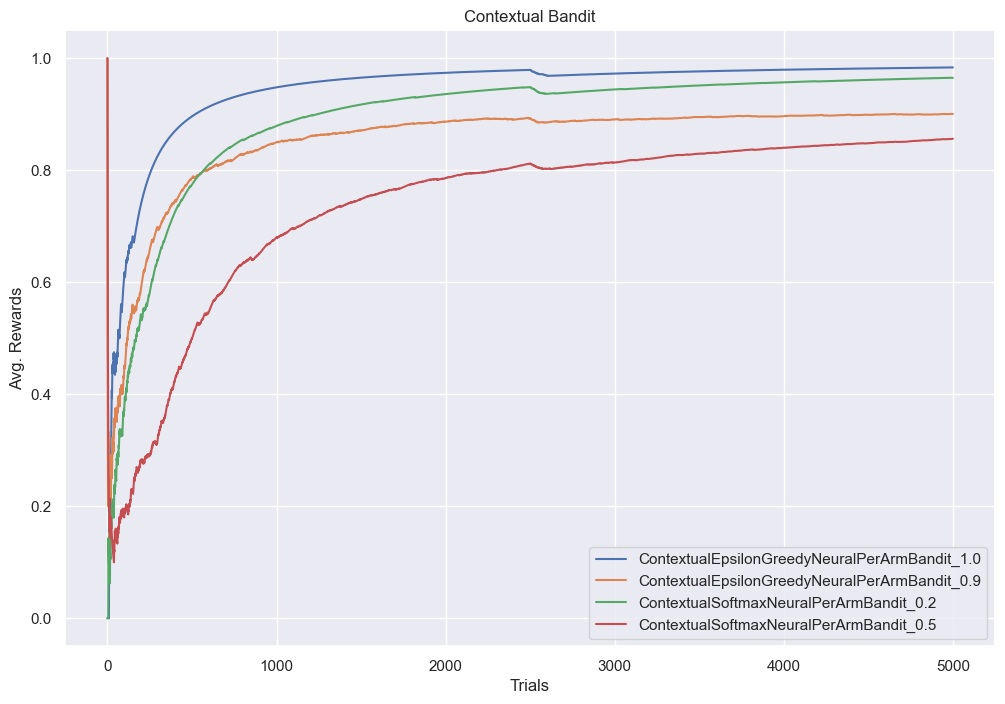 Contextual Bandit
Avg. Rewards
1.0
0.8
0.6
0.4
0.2
0.0
0 1000 2000 3000 4000 5000
Trials
ContextualEpsilonGreedyNeuralPerArmBandit_1.0
ContextualEpsilonGreedyNeuralPerArmBandit_0.9
ContextualSoftmaxNeuralPerArmBandit_0.2
ContextualSoftmaxNeuralPerArmBandit_0.5